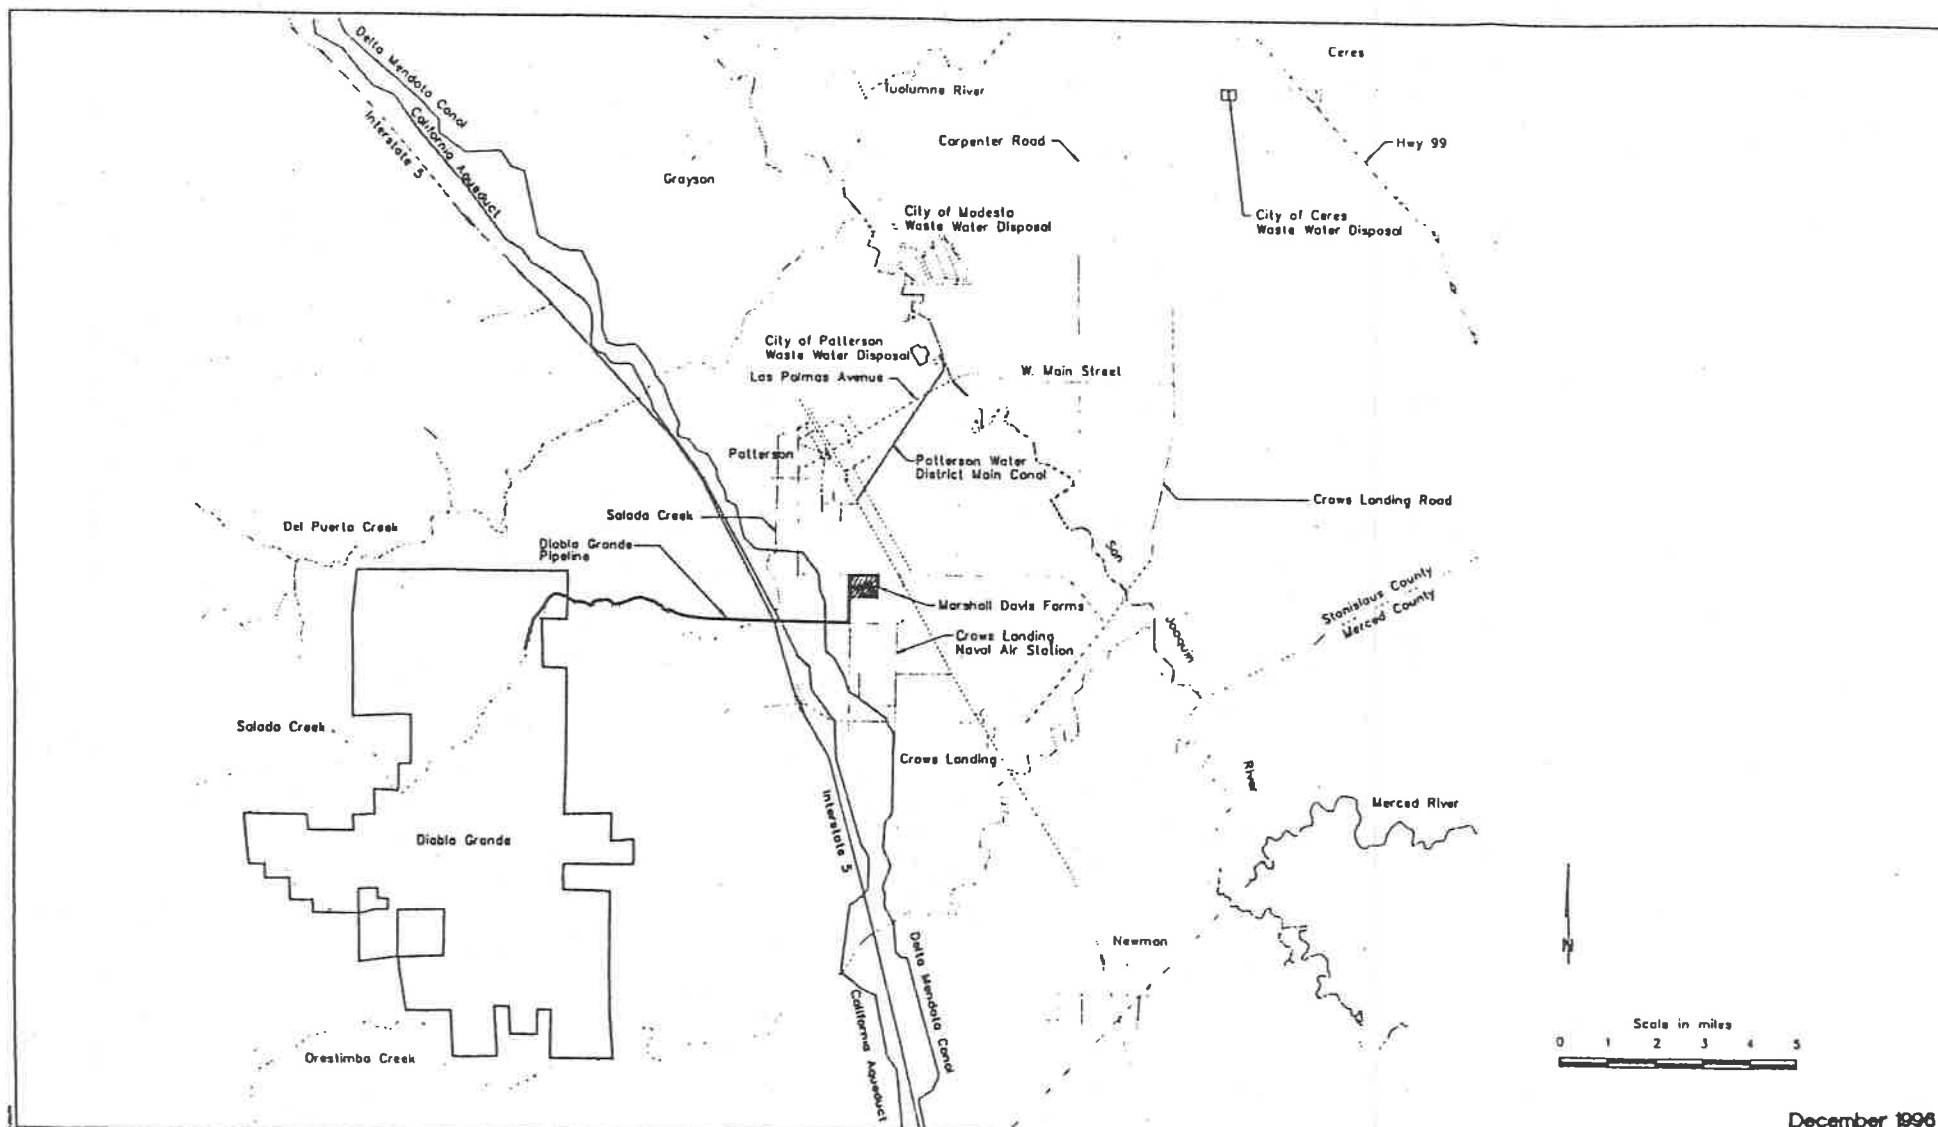 Ceres
Delta Mendota Canal
California Aqueduct
Interstate 5
Tuolumne River
Carpenter Road
Hwy 99
Grayson
City of Modesto
Waste Water Disposal
City of Ceres
Waste Water Disposal
City of Patterson
Waste Water Disposal
Las Palmas Avenue
W. Main Street
Patterson
Patterson Water
District Main Canal
Crows Landing Road
Salado Creek
Del Puerto Creek
Diablo Grande
Pipeline
San
Joaquin
River
Stanislaus County
Merced County
Marshall Davis Farms
Crows Landing
Naval Air Station
Salado Creek
Crows Landing
Interstate 5
Merced River
Diablo Grande
Newman
N
Delta Mendota Canal
California Aqueduct
Orestimba Creek
Scale in miles
0 1 2 3 4 5
December 1996